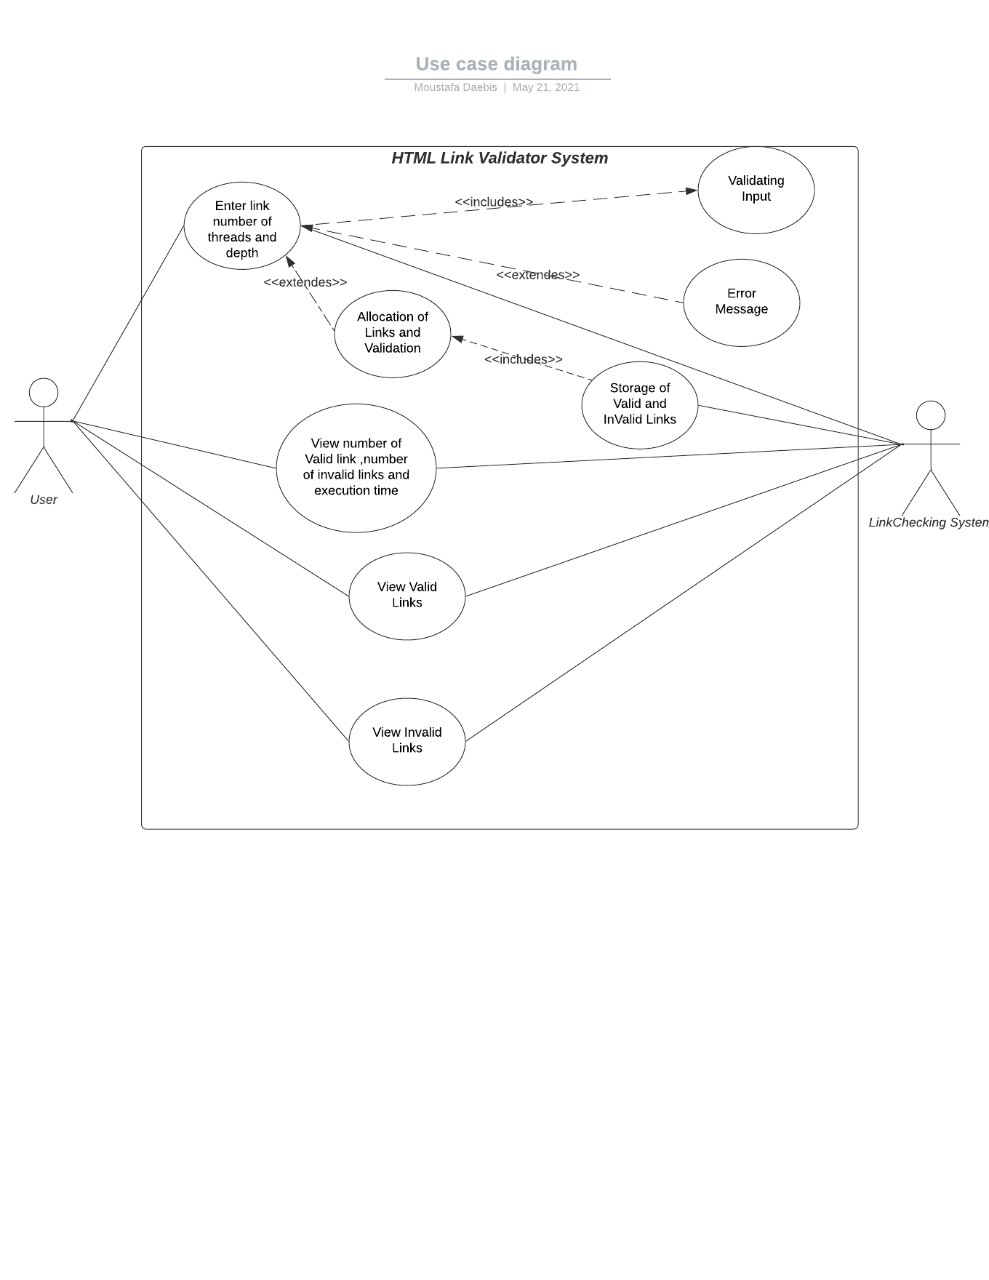 Use case diagram
Moustafa Daebis | May 21, 2021
HTML Link Validator System
Validating
Input
Enter link
number of
threads and
depth
<<includes>>
<<extendes>>
Error
Message
<<extendes>>
Allocation of
Links and
Validation
<<includes>>
Storage of
Valid and
InValid Links
View number of
Valid link ,number
of invalid links and
execution time
User
LinkChecking Systen
View Valid
Links
View Invalid
Links